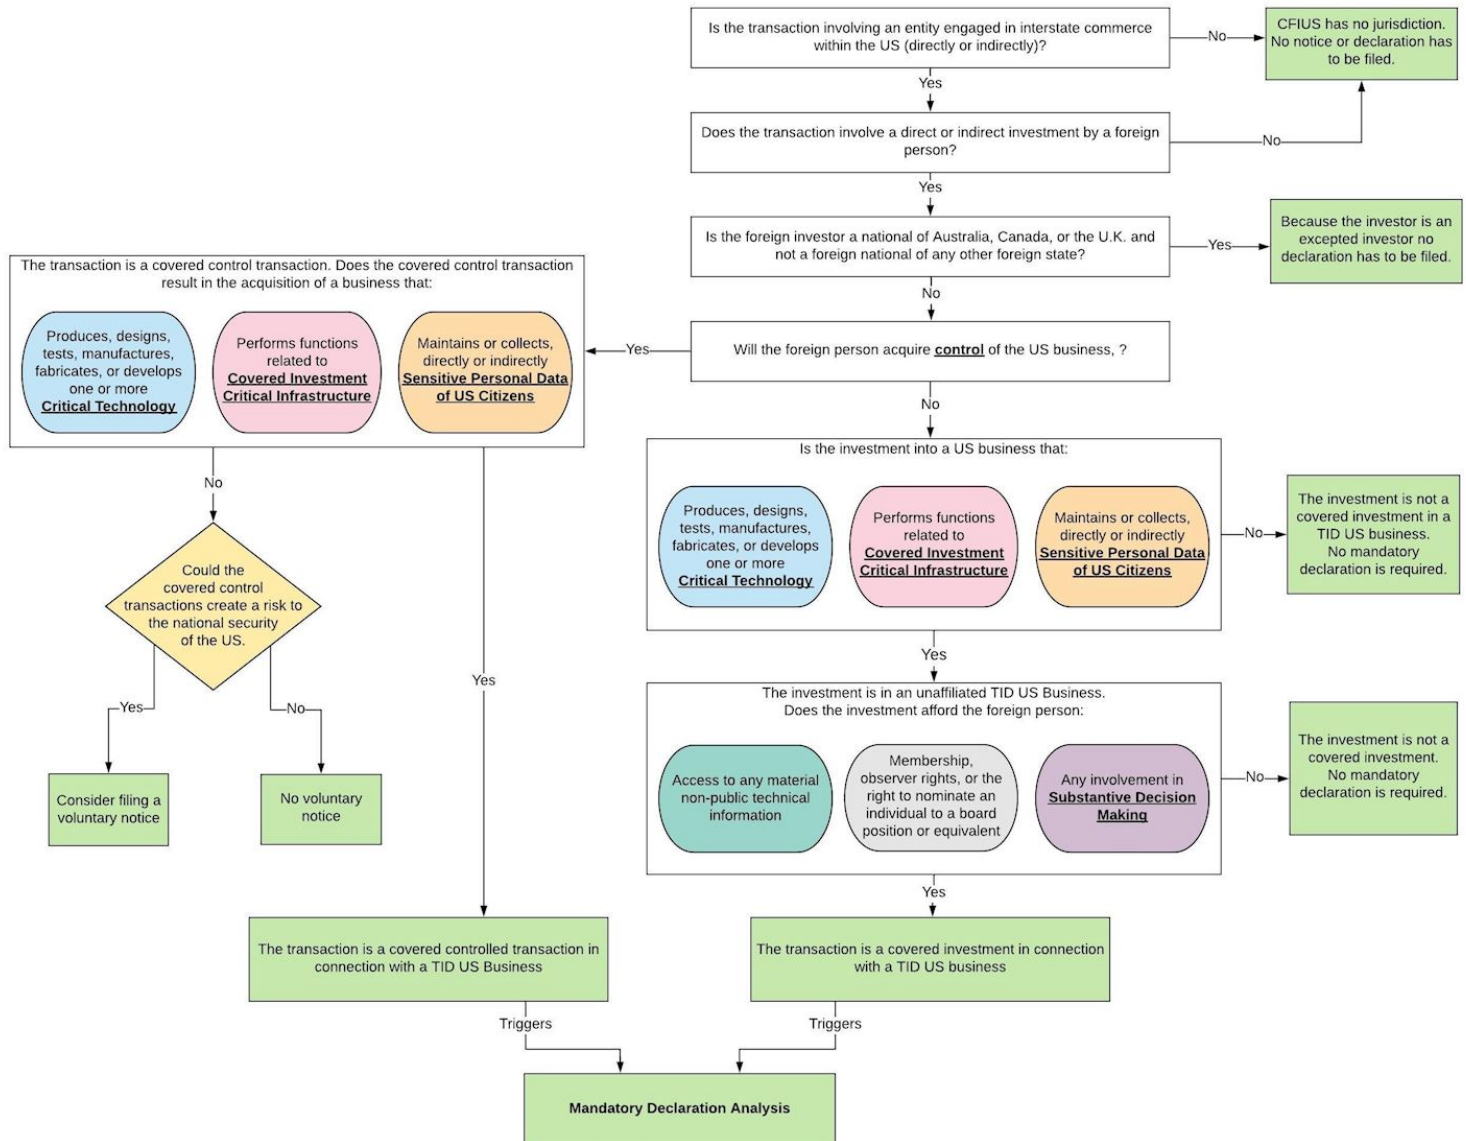 Is the transaction involving an entity engaged in interstate commerce
within the US (directly or indirectly)?
No
CFIUS has no jurisdiction.
No notice or declaration has
to be filed.
Yes
Does the transaction involve a direct or indirect investment by a foreign
person?
No
Yes
Is the foreign investor a national of Australia, Canada, or the U.K. and
not a foreign national of any other foreign state?
Yes
Because the investor is an
excepted investor no
declaration has to be filed.
No
Will the foreign person acquire control of the US business, ?
Yes
The transaction is a covered control transaction. Does the covered control transaction
result in the acquisition of a business that:
Produces, designs,
tests, manufactures,
fabricates, or develops
one or more
Critical Technology
Performs functions
related to
Covered Investment
Critical Infrastructure
Maintains or collects,
directly or indirectly
Sensitive Personal Data
of US Citizens
No
Is the investment into a US business that:
Produces, designs,
tests, manufactures,
fabricates, or develops
one or more
Critical Technology
Performs functions
related to
Covered Investment
Critical Infrastructure
Maintains or collects,
directly or indirectly
Sensitive Personal Data
of US Citizens
No
The investment is not a
covered investment in a
TID US business.
No mandatory
declaration is required.
No
Could the
covered control
transactions create a risk to
the national security
of the US.
Yes
No
Consider filing a
voluntary notice
No voluntary
notice
Yes
Yes
The investment is in an unaffiliated TID US Business.
Does the investment afford the foreign person:
Access to any material
non-public technical
information
Membership,
observer rights, or the
right to nominate an
individual to a board
position or equivalent
Any involvement in
Substantive Decision
Making
No
The investment is not a
covered investment.
No mandatory
declaration is required.
Yes
The transaction is a covered controlled transaction in
connection with a TID US Business
The transaction is a covered investment in connection
with a TID US business
Triggers
Triggers
Mandatory Declaration Analysis